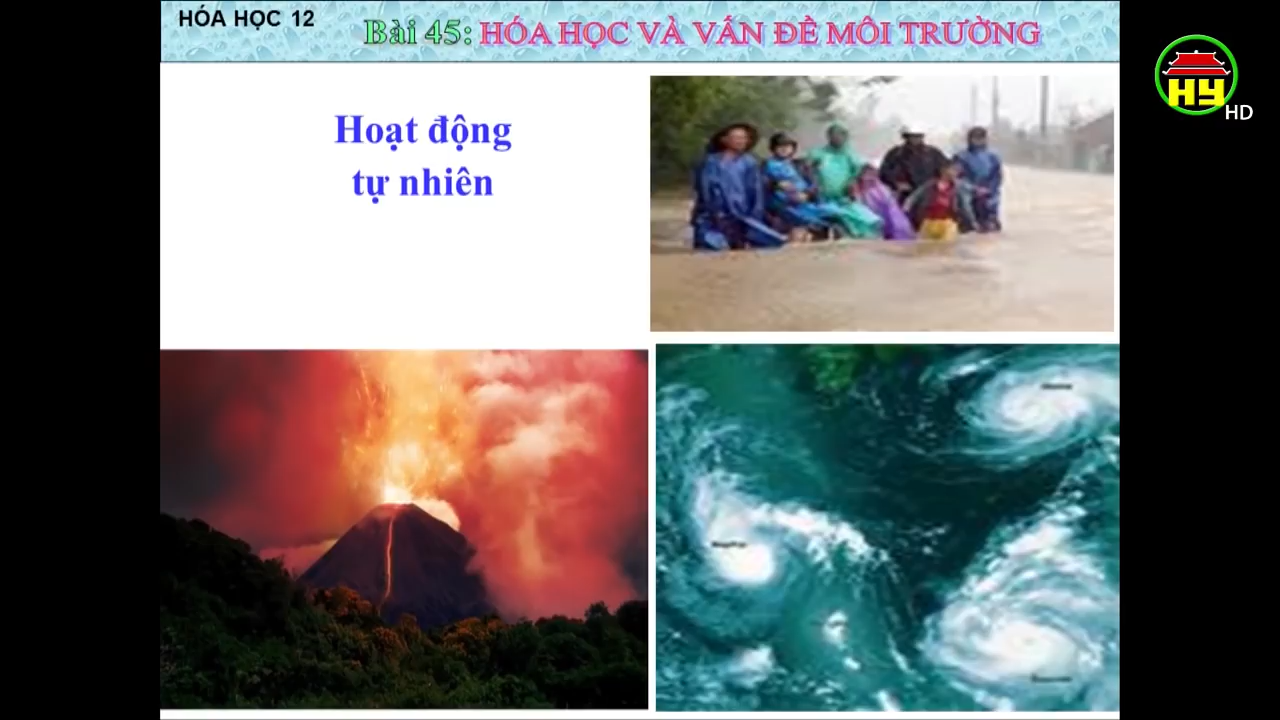 HÓA HỌC 12
Bài 45: HÓA HỌC VÀ VẤN ĐỀ MÔI TRƯỜNG
Hoạt động
tự nhiên
HY
HD